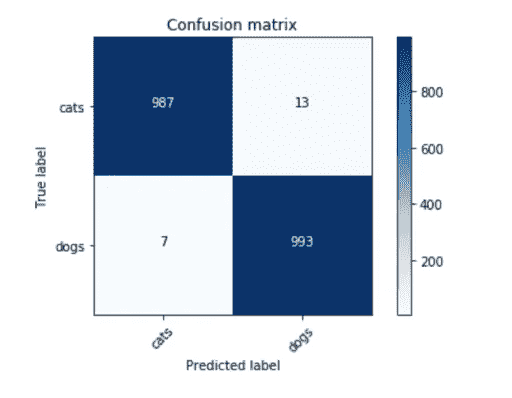 Confusion matrix
True label
cats
987
13
800
600
dogs
7
993
400
200
cats
dogs
Predicted label